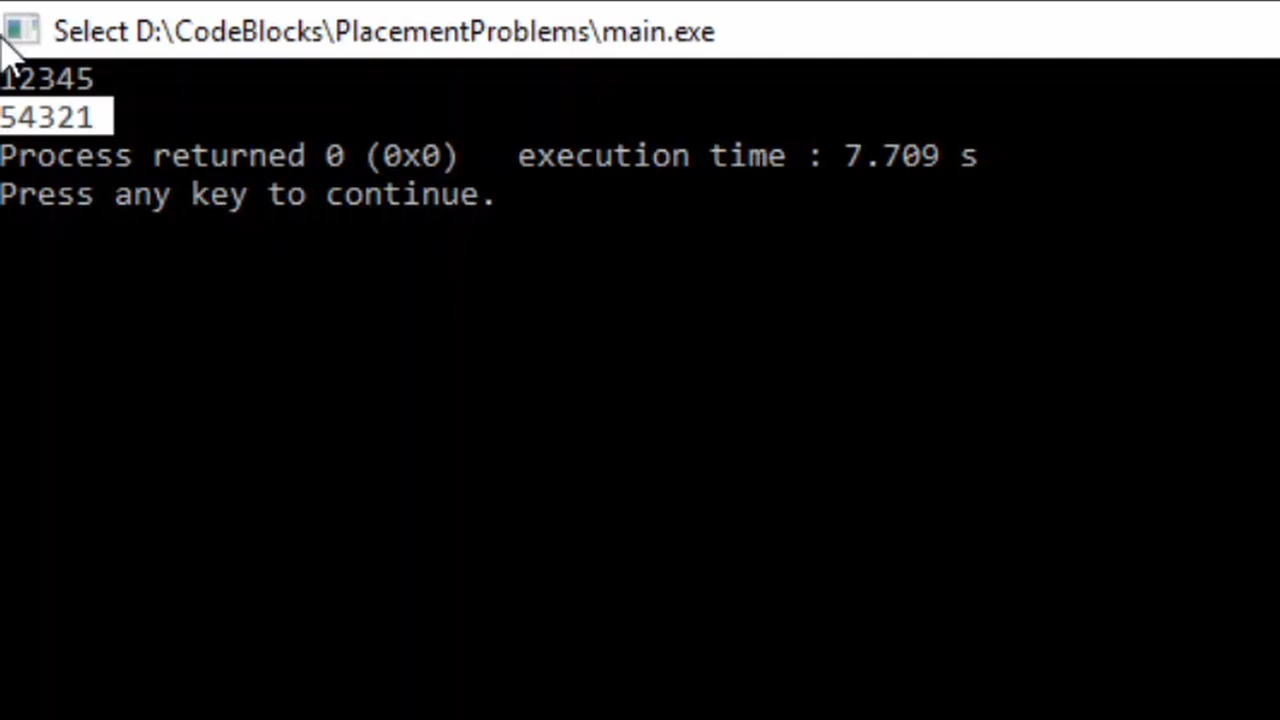 Select D:\CodeBlocks\PlacementProblems\main.exe
12345
54321
Process returned 0 (0x0)   execution time : 7.709 s
Press any key to continue.